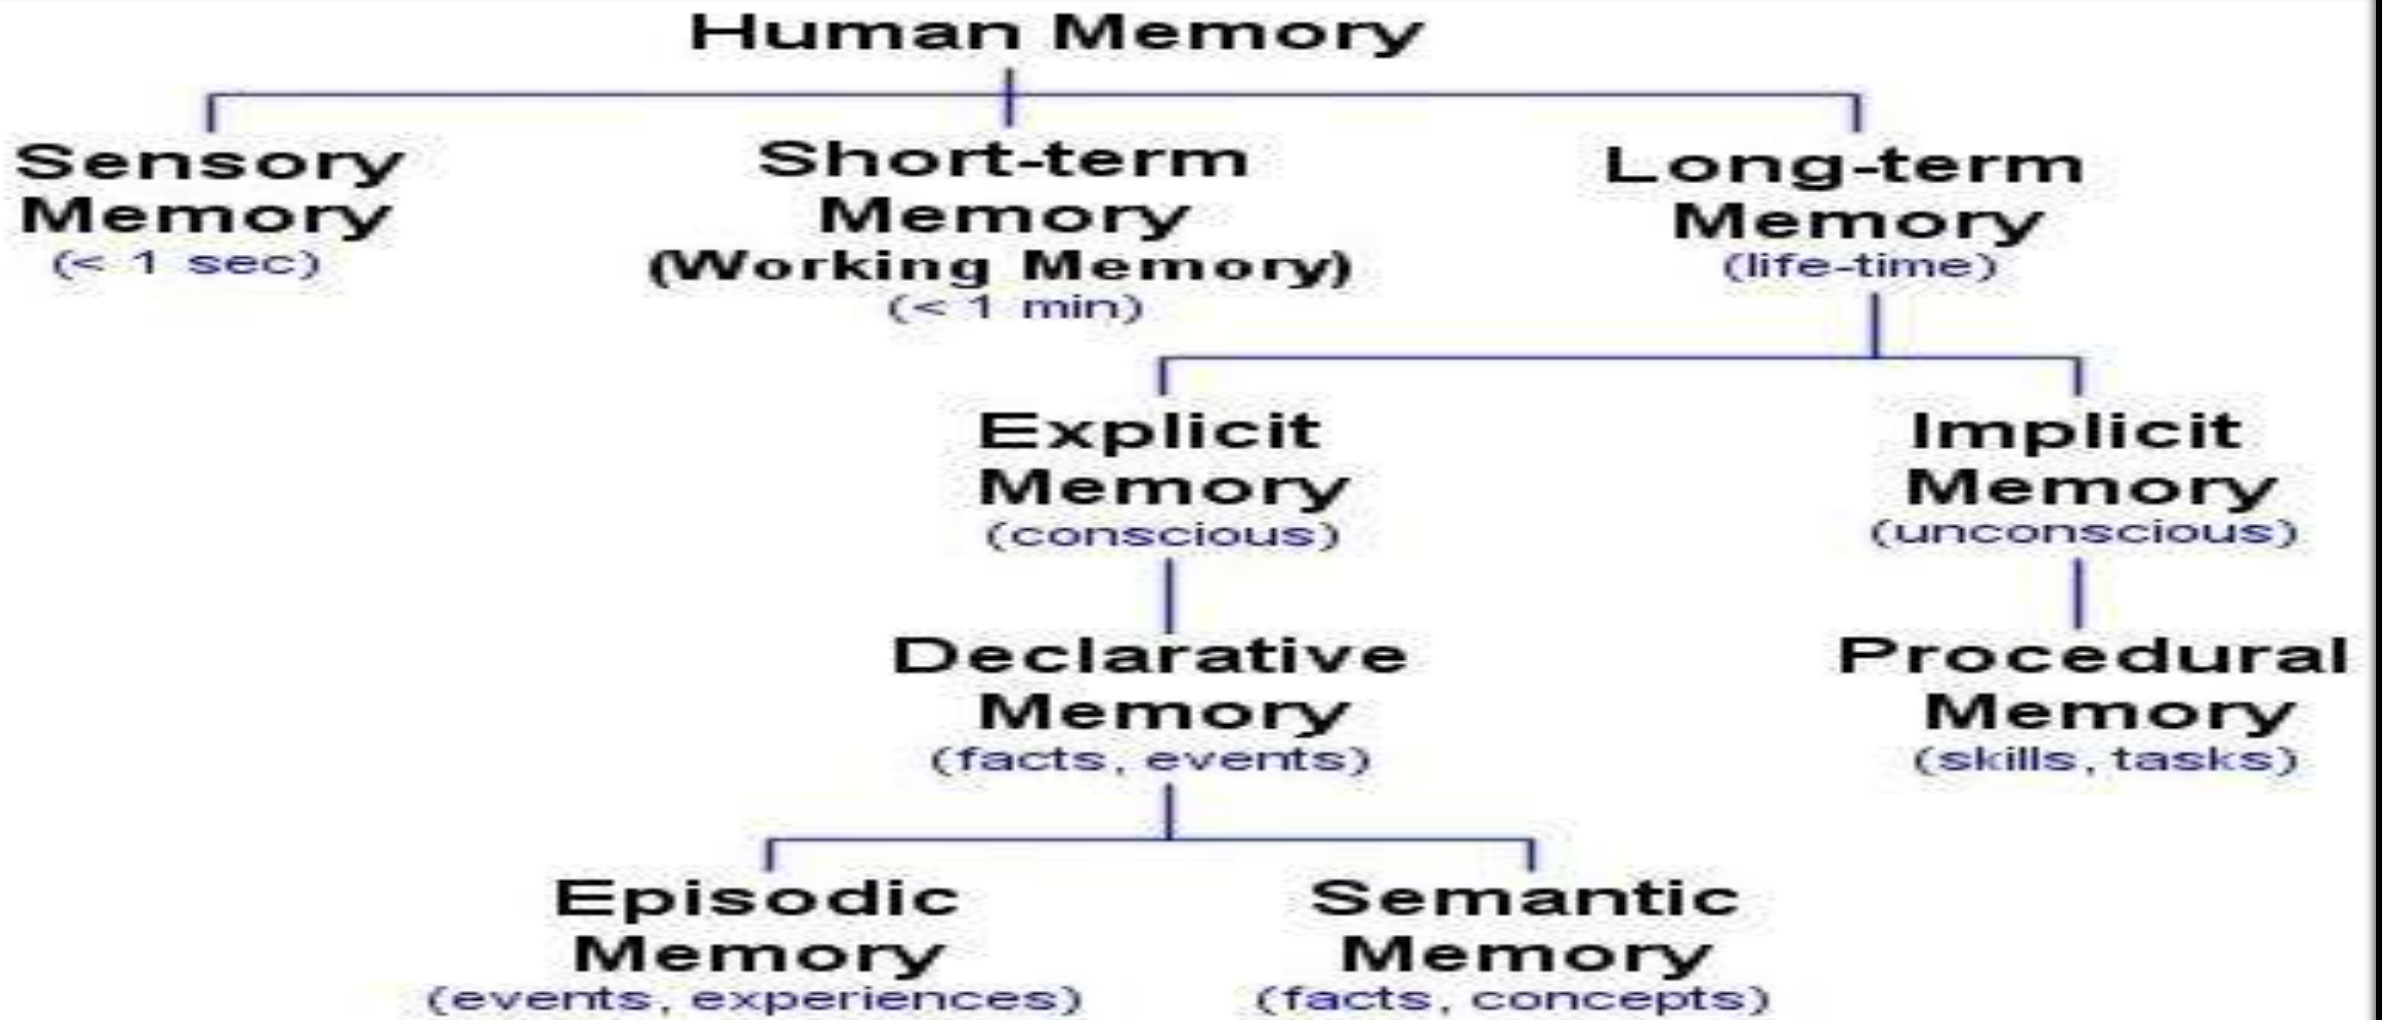 Human Memory
Sensory
Memory
(< 1 sec)
Short-term
Memory
(Working Memory)
(< 1 min)
Long-term
Memory
(life-time)
Explicit
Memory
(conscious)
Implicit
Memory
(unconscious)
Declarative
Memory
(facts, events)
Procedural
Memory
(skills, tasks)
Episodic
Memory
(events, experiences)
Semantic
Memory
(facts, concepts)